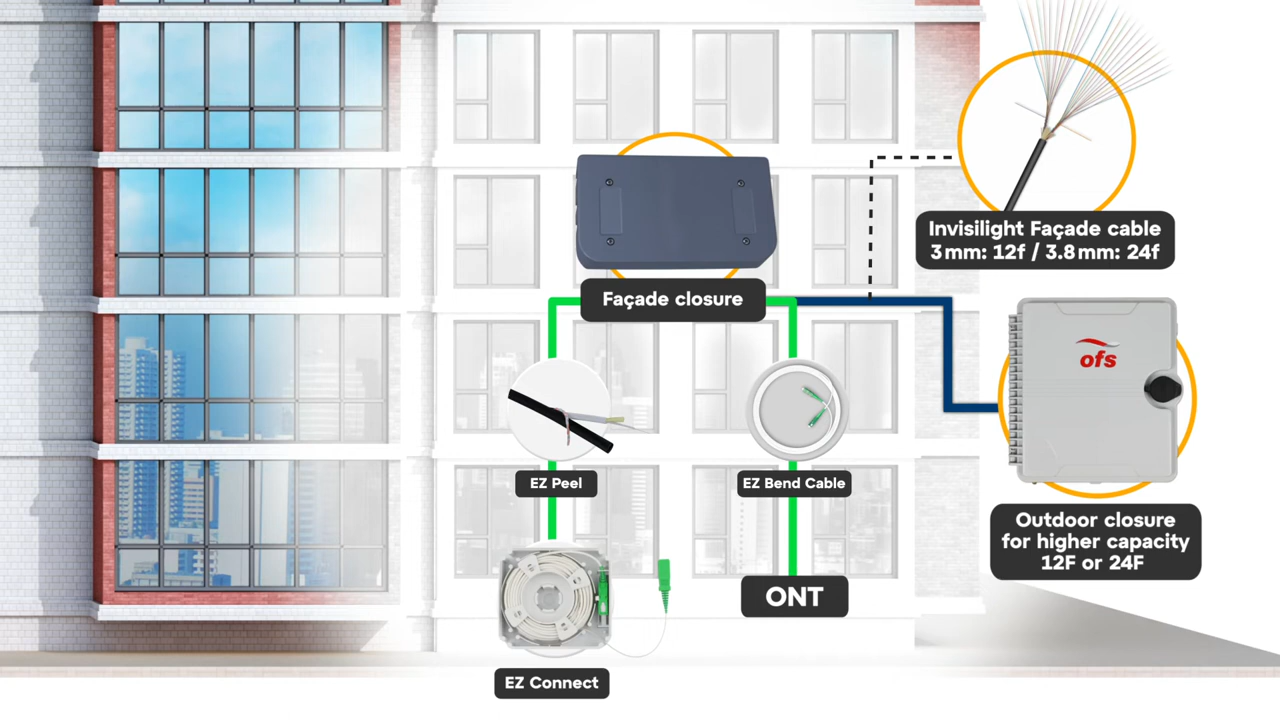 Invisilight Façade cable
3mm: 12f / 3.8mm: 24f
Façade closure
ofs
EZ Peel
EZ Bend Cable
Outdoor closure
for higher capacity
12F or 24F
ONT
EZ Connect